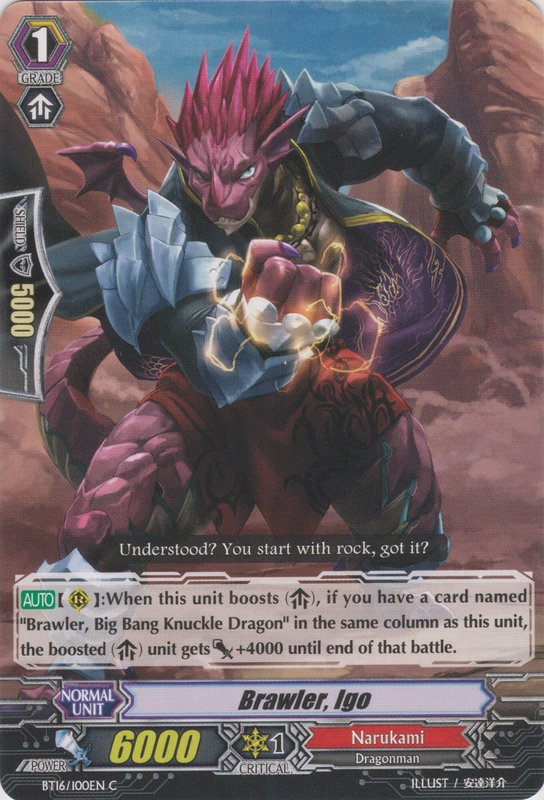 1
GRADE
SHIELD
5000
Understood? You start with rock, got it?
AUTO【 R 】:When this unit boosts ( ), if you have a card named
"Brawler, Big Bang Knuckle Dragon" in the same column as this unit,
the boosted ( ) unit gets +4000 until end of that battle.
NORMAL
UNIT
Brawler, Igo
POWER
6000
1
CRITICAL
Narukami
Dragonman
BT16/100EN C
ILLUST / 安達洋介